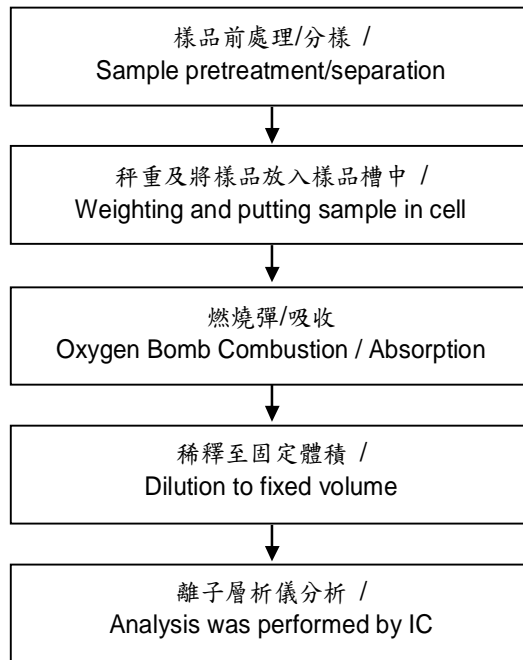 樣品前處理/分樣 /
Sample pretreatment/separation
秤重及將樣品放入樣品槽中 /
Weighting and putting sample in cell
燃燒彈/吸收
Oxygen Bomb Combustion / Absorption
稀釋至固定體積 /
Dilution to fixed volume
離子層析儀分析 /
Analysis was performed by IC